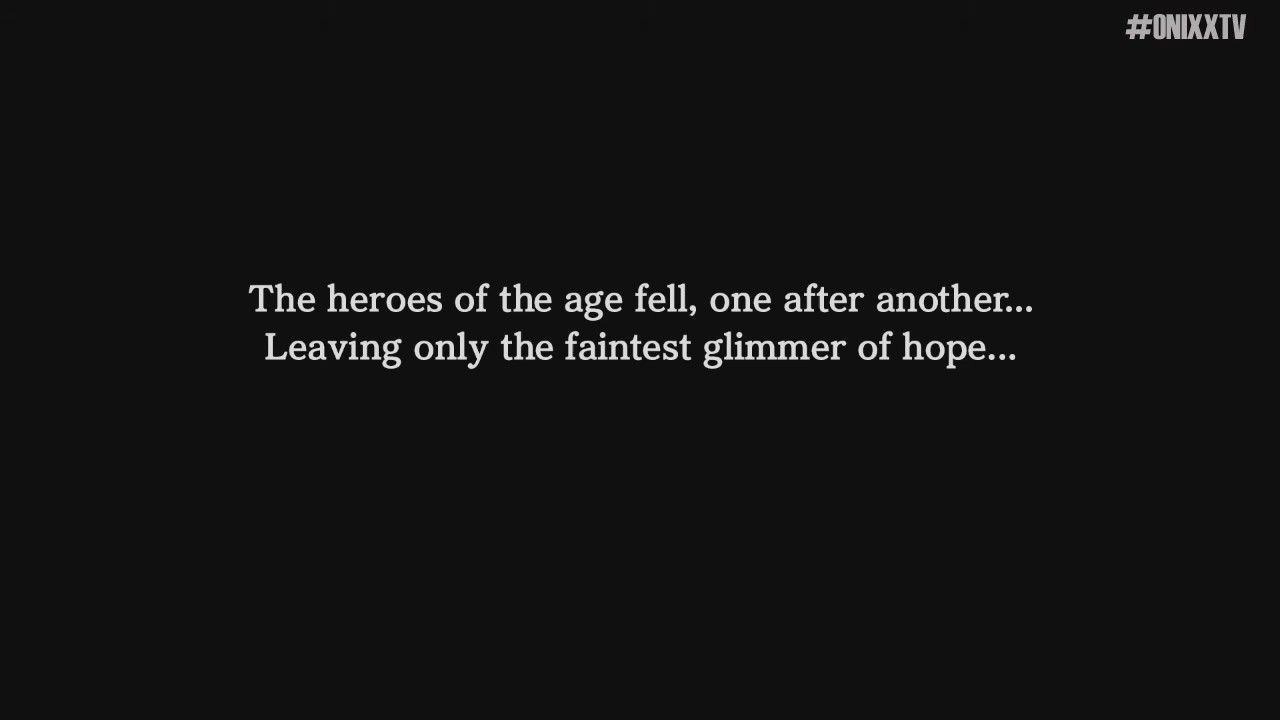 #ONIXXTV
The heroes of the age fell, one after another...
Leaving only the faintest glimmer of hope...